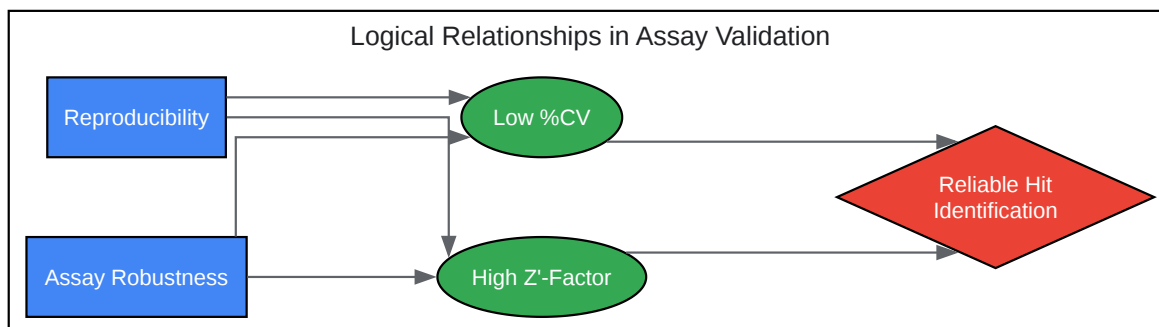 Logical Relationships in Assay Validation
Reproducibility
Low %CV
Reliable Hit
Identification
Assay Robustness
High Z'-Factor